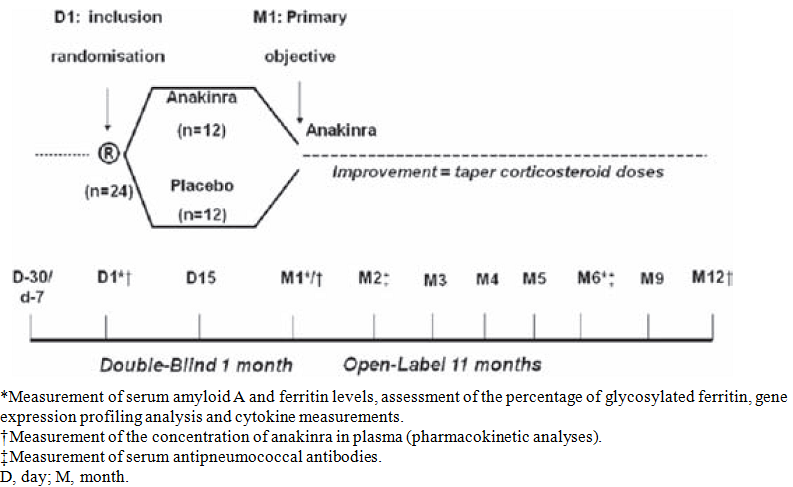 D1: inclusion
randomisation
M1: Primary
objective
Anakinra
(n=12)
Anakinra
®
(n=24)
Placebo
(n=12)
Improvement = taper corticosteroid doses
D-30/
d-7
D1*†
D15
M1*/†
M2‡
M3
M4
M5
M6*‡
M9
M12†
Double-Blind 1 month
Open-Label 11 months
*Measurement of serum amyloid A and ferritin levels, assessment of the percentage of glycosylated ferritin, gene
expression profiling analysis and cytokine measurements.
†Measurement of the concentration of anakinra in plasma (pharmacokinetic analyses).
‡Measurement of serum antipneumococcal antibodies.
D, day; M, month.